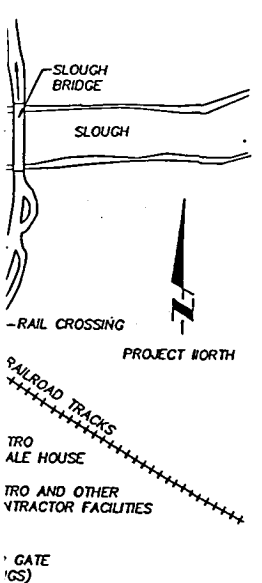 SLOUGH
BRIDGE
SLOUGH
RAIL CROSSING
PROJECT NORTH
RAILROAD TRACKS
TRO
ALE HOUSE
TRO AND OTHER
NTRACTOR FACILITIES
GATE
GS)